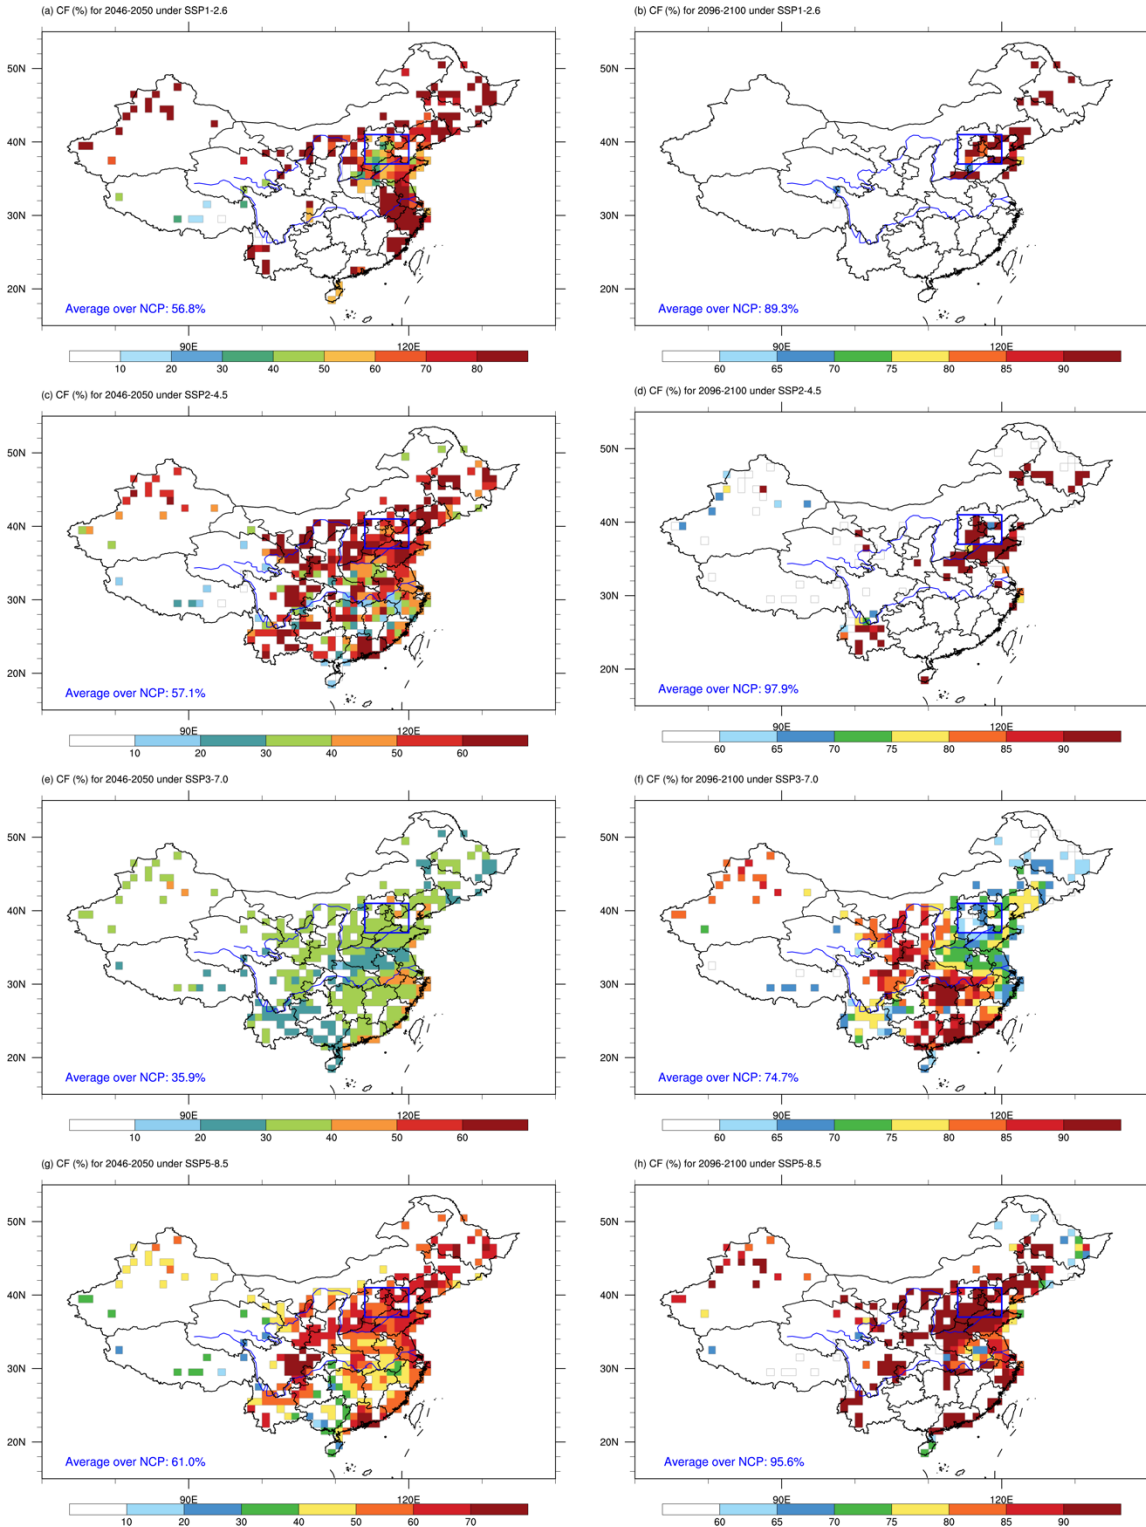 (a) CF (%) for 2046-2050 under SSP1-2.6
50N
40N
30N
20N
Average over NCP: 56.8%
90E
120E
10 20 30 40 50 60 65 70 80
(b) CF (%) for 2096-2100 under SSP1-2.6
50N
40N
30N
20N
Average over NCP: 89.3%
90E
120E
60 65 70 75 80 85 90
(c) CF (%) for 2046-2050 under SSP2-4.5
50N
40N
30N
20N
Average over NCP: 57.1%
90E
120E
10 20 30 40 50 60
(d) CF (%) for 2096-2100 under SSP2-4.5
50N
40N
30N
20N
Average over NCP: 97.9%
90E
120E
60 65 70 75 80 85 90
(e) CF (%) for 2046-2050 under SSP3-7.0
50N
40N
30N
20N
Average over NCP: 35.9%
90E
120E
10 20 30 40 50 60
(f) CF (%) for 2096-2100 under SSP3-7.0
50N
40N
30N
20N
Average over NCP: 74.7%
90E
120E
60 65 70 75 80 85 90
(g) CF (%) for 2046-2050 under SSP5-8.5
50N
40N
30N
20N
Average over NCP: 61.0%
90E
120E
10 20 30 40 50 60 70
(h) CF (%) for 2096-2100 under SSP5-8.5
50N
40N
30N
20N
Average over NCP: 95.6%
90E
120E
60 65 70 75 80 85 90